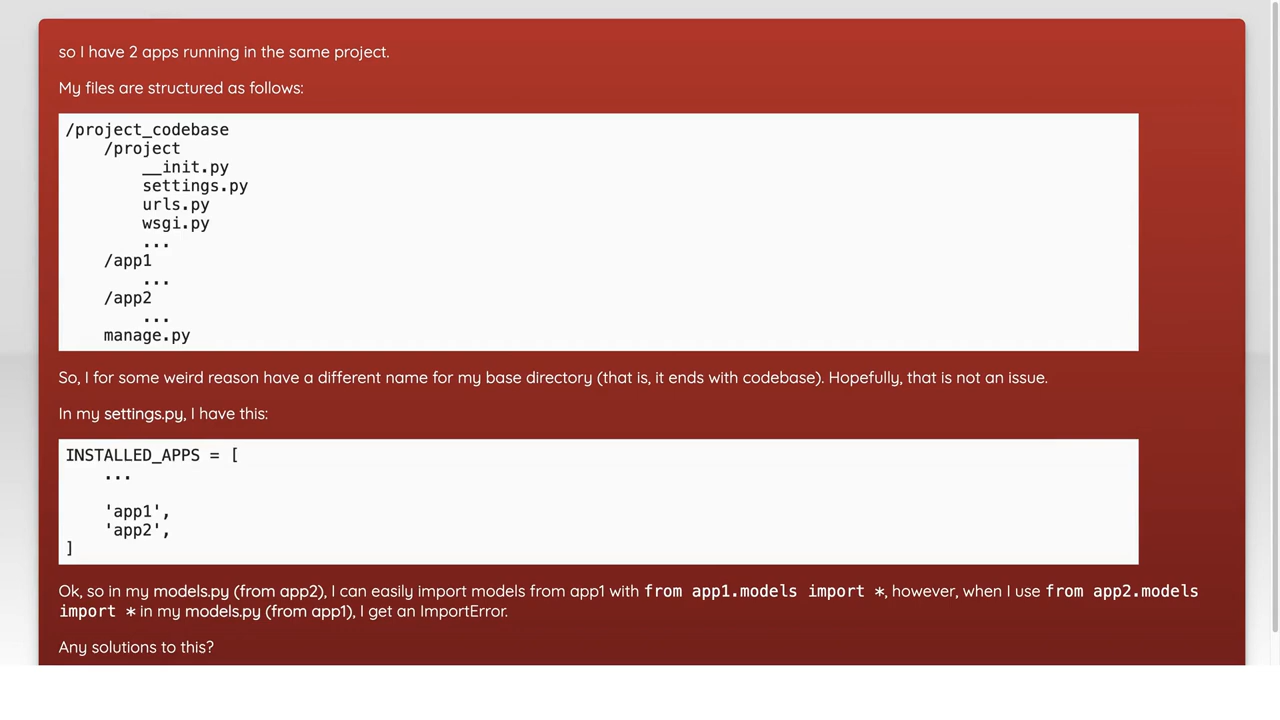 so I have 2 apps running in the same project.
My files are structured as follows:
/project_codebase
    /project
        __init.py
        settings.py
        urls.py
        wsgi.py
        ...
    /app1
        ...
    /app2
        ...
    manage.py
So, I for some weird reason have a different name for my base directory (that is, it ends with codebase). Hopefully, that is not an issue.
In my settings.py, I have this:
INSTALLED_APPS = [
    ...
    'app1',
    'app2',
]
Ok, so in my models.py (from app2), I can easily import models from app1 with from app1.models import *, however, when I use from app2.models
import * in my models.py (from app1), I get an ImportError.
Any solutions to this?